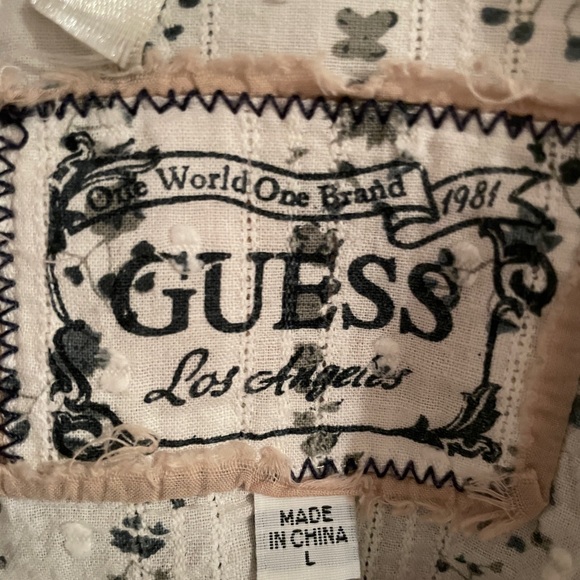 One World One Brand 1981
GUESS
Los Angeles
MADE
IN CHINA
L